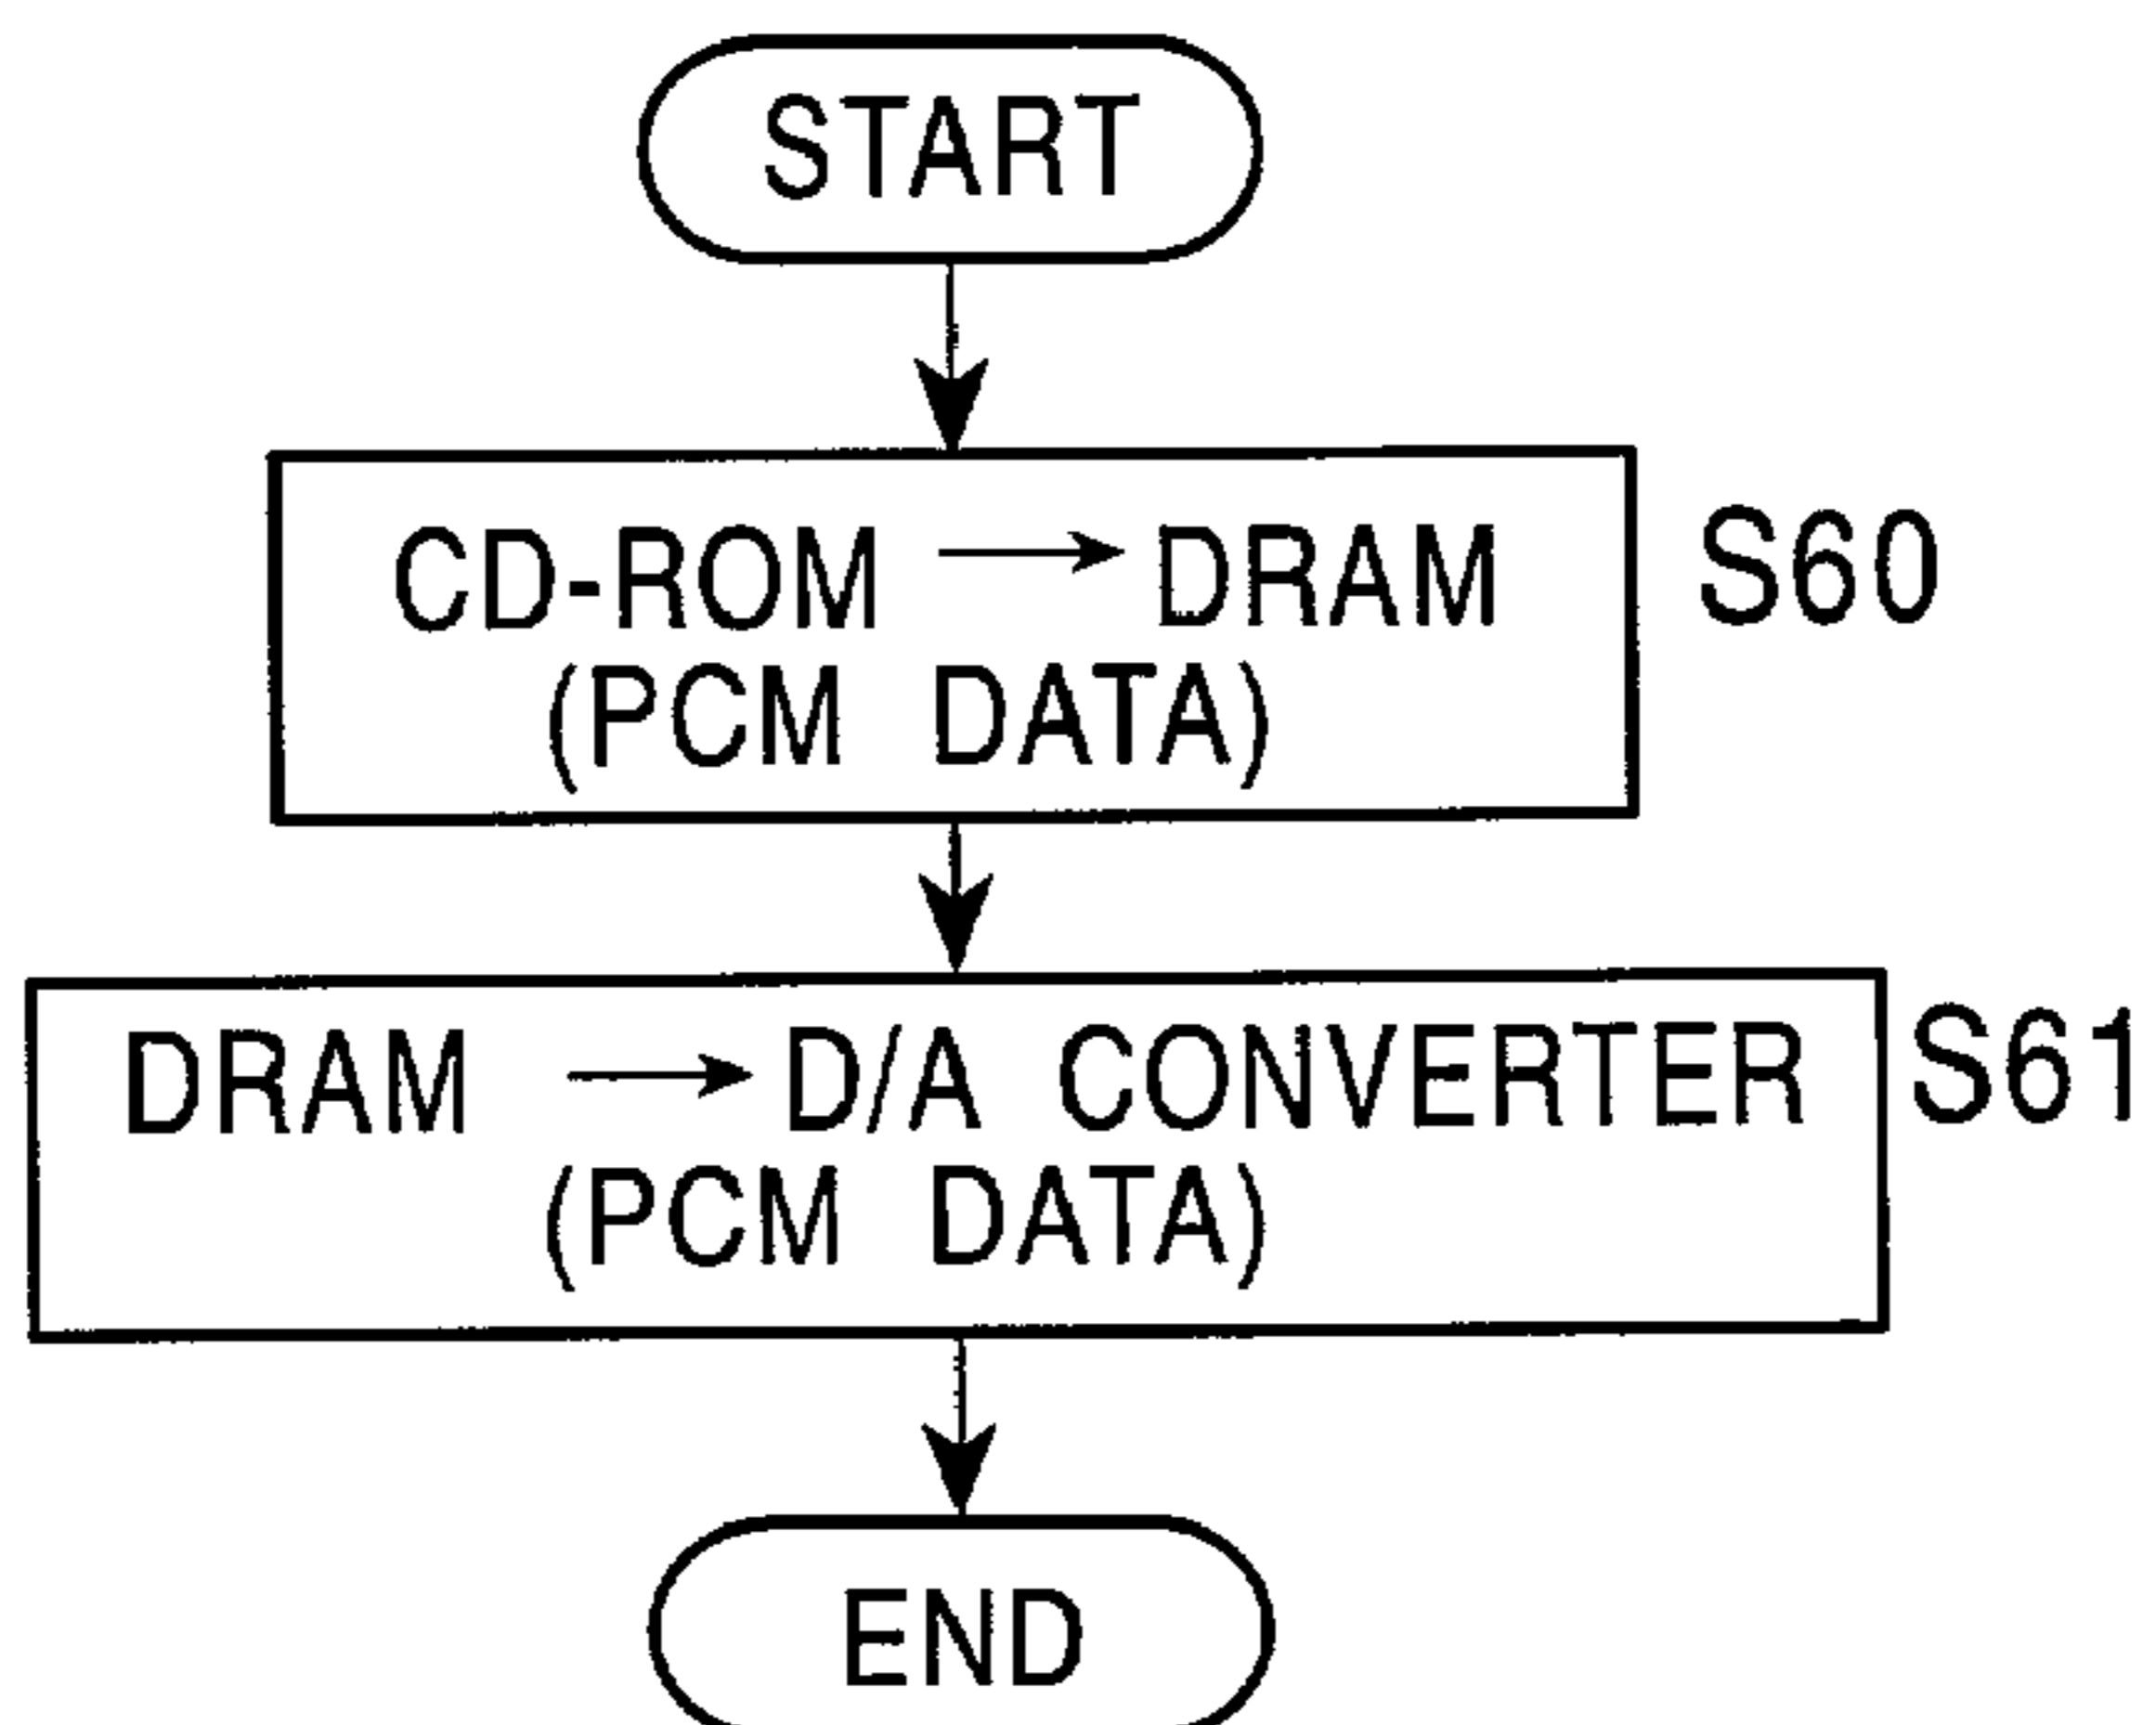 START
CD-ROM → DRAM S60
(PCM DATA)
DRAM → D/A CONVERTER S61
(PCM DATA)
END